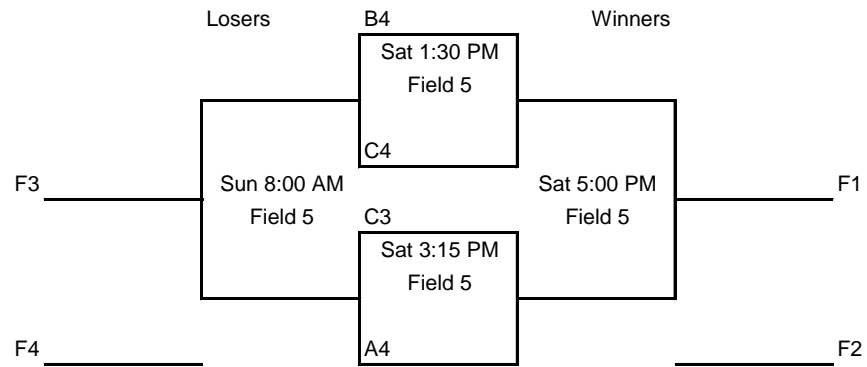 Losers B4 Winners
Sat 1:30 PM
Field 5
C4
F3 Sun 8:00 AM Sat 5:00 PM F1
Field 5 C3 Field 5
Sat 3:15 PM
Field 5
F4 A4 F2